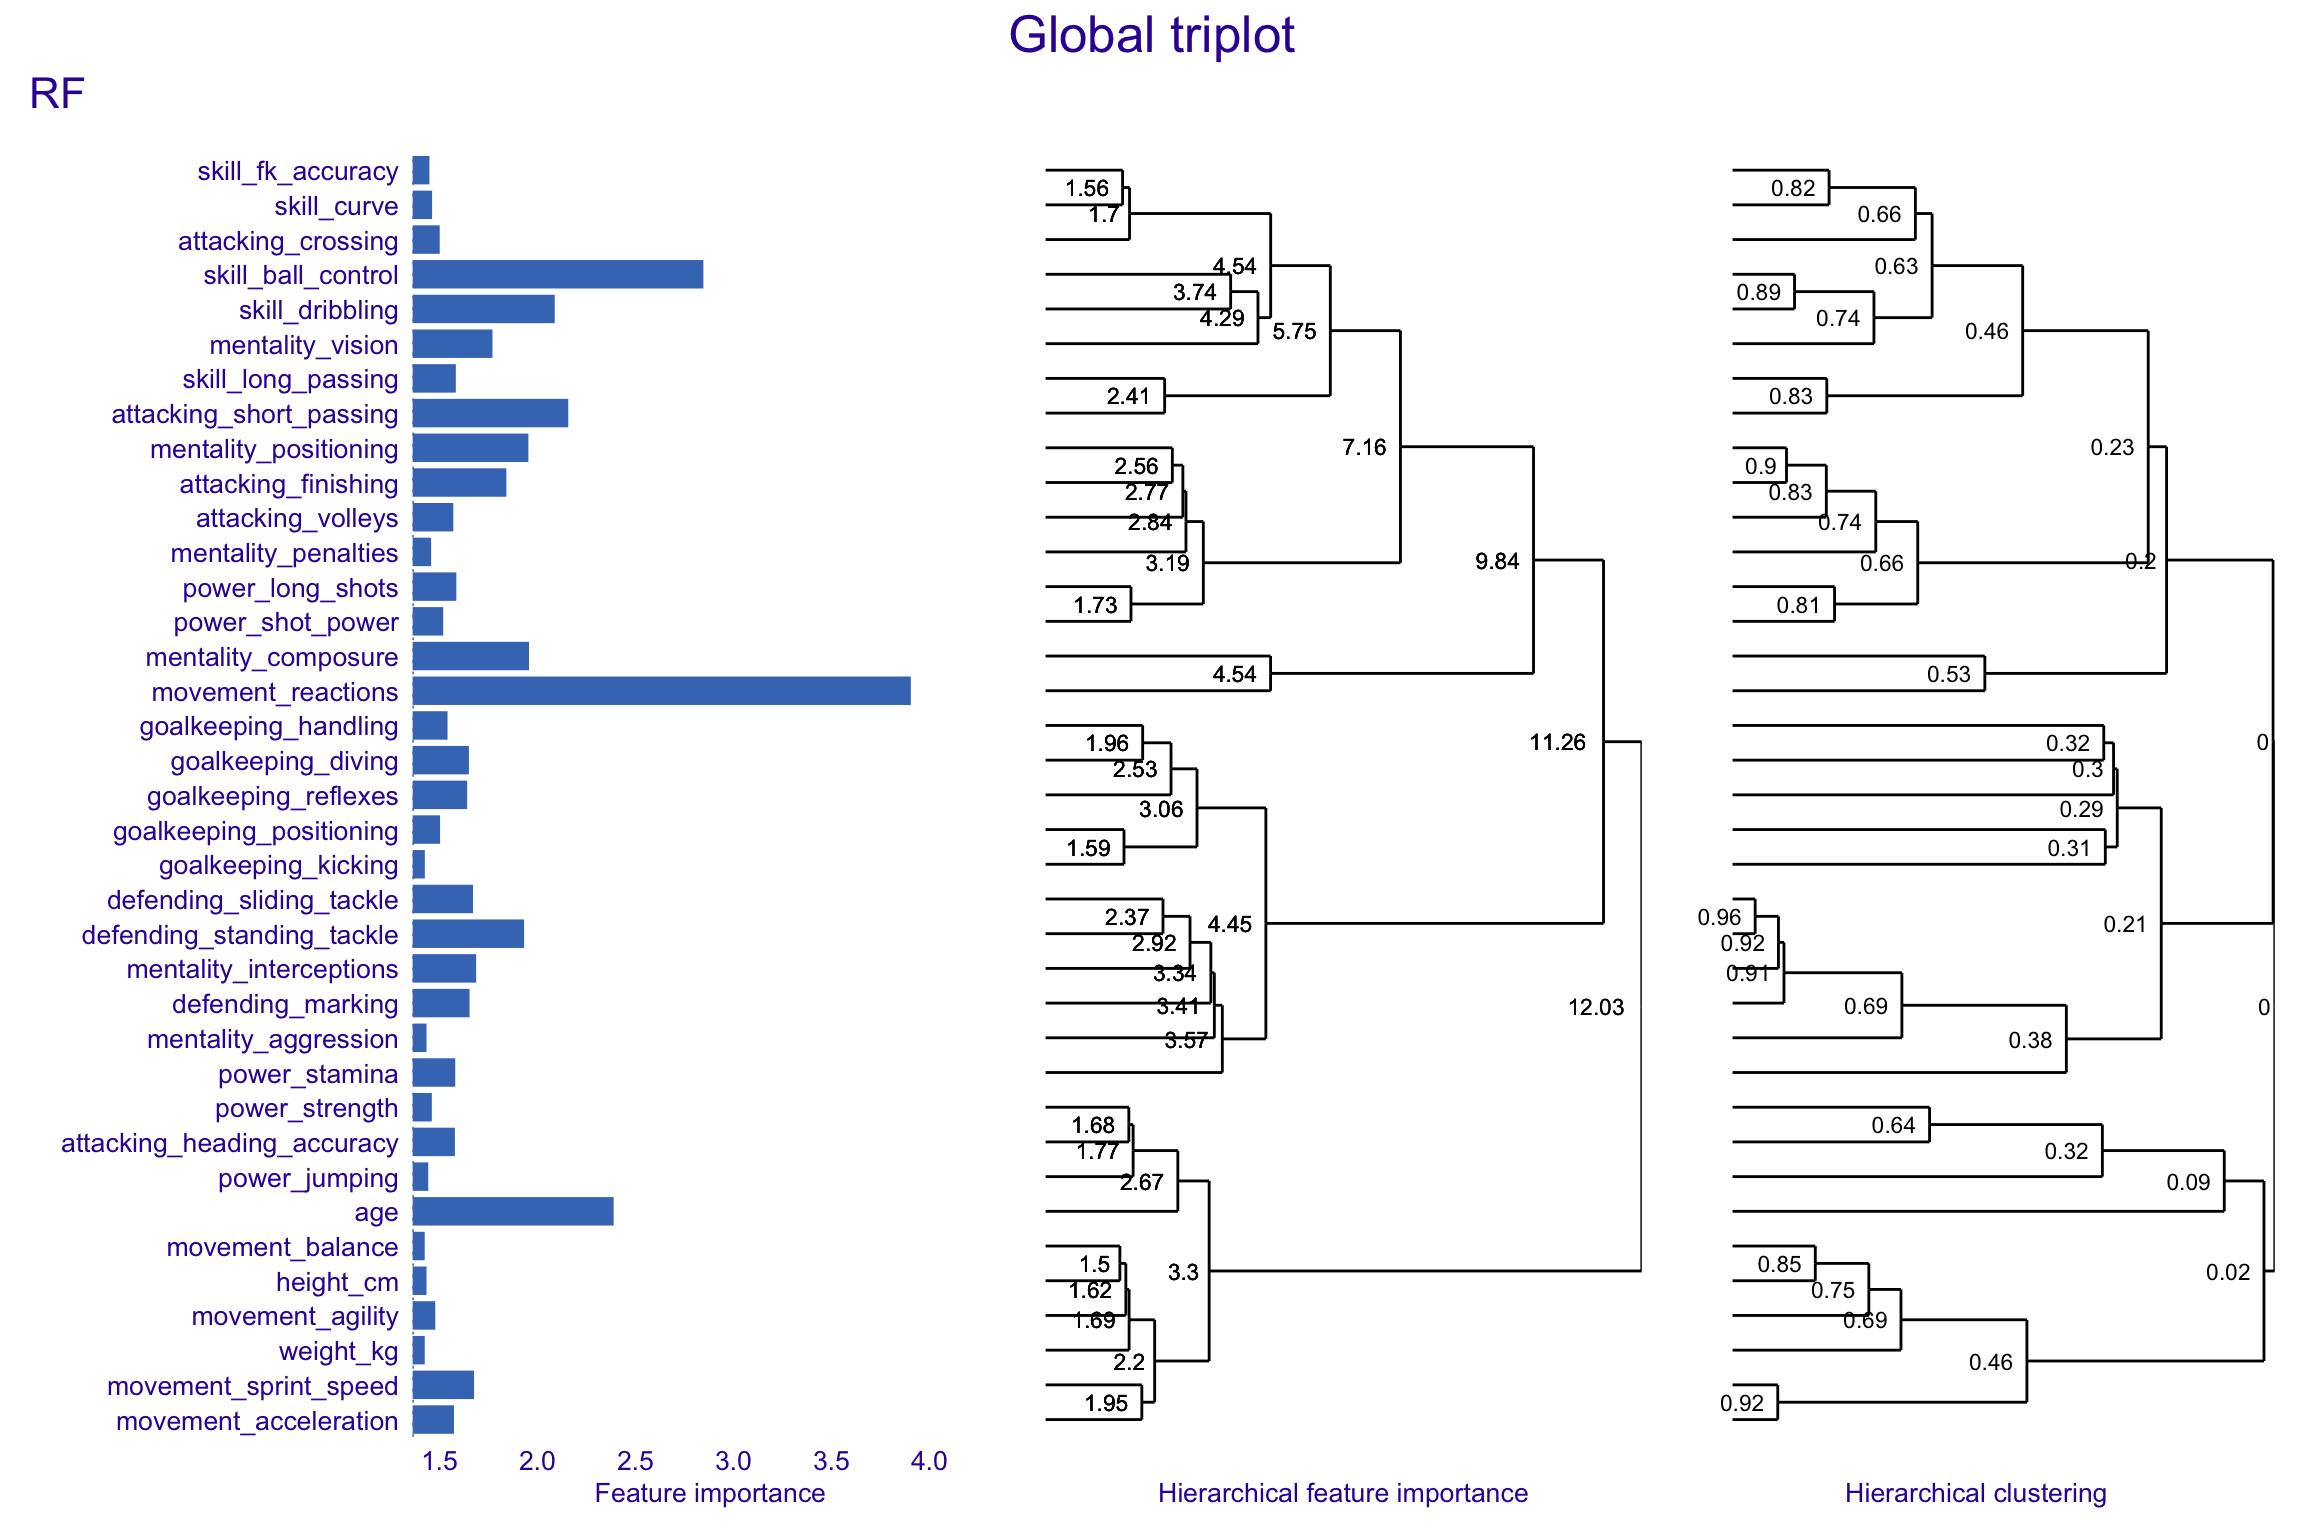 Global triplot
RF
skill_fk_accuracy
skill_curve
attacking_crossing
skill_ball_control
skill_dribbling
mentality_vision
skill_long_passing
attacking_short_passing
mentality_positioning
attacking_finishing
attacking_volleys
mentality_penalties
power_long_shots
power_shot_power
mentality_composure
movement_reactions
goalkeeping_handling
goalkeeping_diving
goalkeeping_reflexes
goalkeeping_positioning
goalkeeping_kicking
defending_sliding_tackle
defending_standing_tackle
mentality_interceptions
defending_marking
mentality_aggression
power_stamina
power_strength
attacking_heading_accuracy
power_jumping
age
movement_balance
height_cm
movement_agility
weight_kg
movement_sprint_speed
movement_acceleration
1.5 2.0 2.5 3.0 3.5 4.0
Feature importance
1.56
1.7
4.54
3.74
4.29
5.75
2.41
7.16
2.56
2.77
2.84
3.19
9.84
1.73
4.54
1.96
11.26
2.53
3.06
1.59
2.37
4.45
2.92
3.34
3.41
12.03
3.57
1.68
1.77
2.67
1.5
3.3
1.62
1.69
2.2
1.95
Hierarchical feature importance
0.82
0.66
0.63
0.89
0.74
0.46
0.83
0.23
0.9
0.83
0.74
0.66
0.2
0.81
0.53
0.32
0
0.3
0.29
0.31
0.96
0.21
0.92
0.91
0.69
0
0.38
0.64
0.32
0.09
0.85
0.02
0.75
0.69
0.46
0.92
Hierarchical clustering